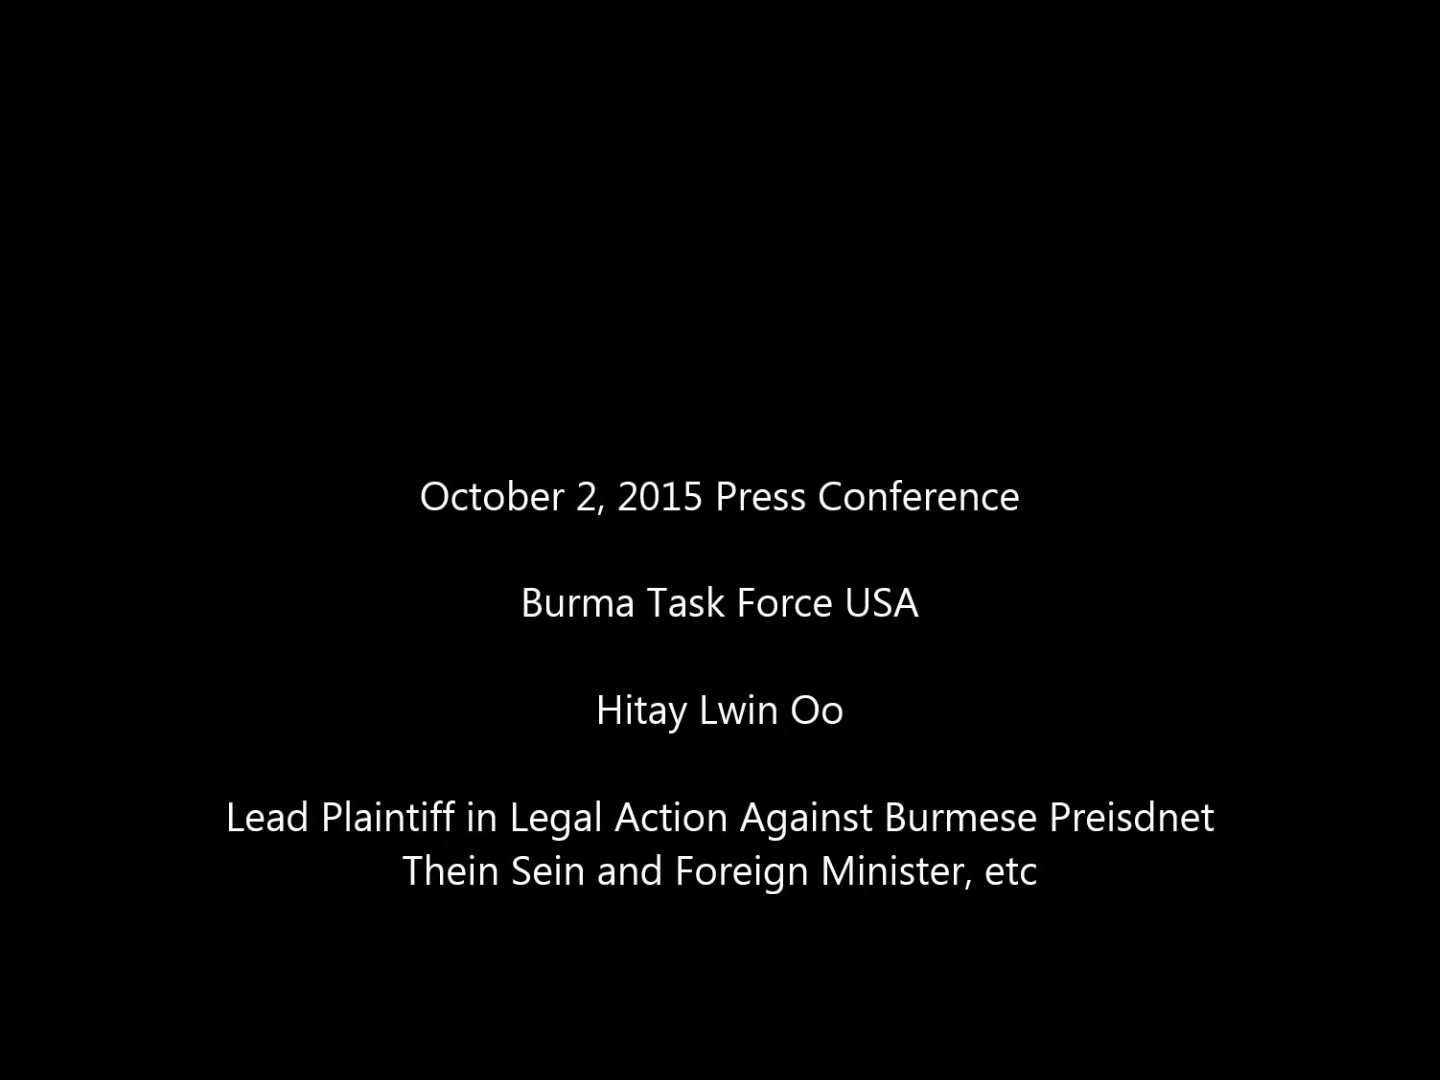 October 2, 2015 Press Conference
Burma Task Force USA
Hitay Lwin Oo
Lead Plaintiff in Legal Action Against Burmese Preisdnet
Thein Sein and Foreign Minister, etc